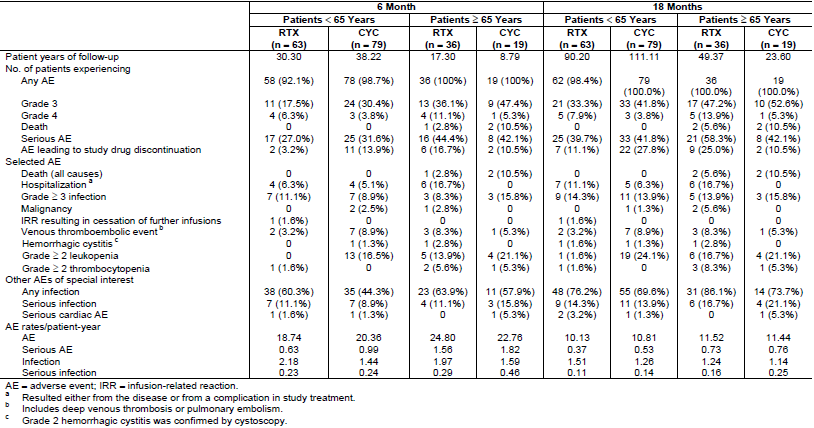 6 Month 18 Months
Patients < 65 Years Patients ≥ 65 Years Patients < 65 Years Patients ≥ 65 Years
RTX CYC RTX CYC RTX CYC RTX CYC
(n = 63) (n = 79) (n = 36) (n = 19) (n = 63) (n = 79) (n = 36) (n = 19)
Patient years of follow-up 30.30 38.22 17.30 8.79 90.20 111.11 49.37 23.60
No. of patients experiencing
Any AE 58 (92.1%) 78 (98.7%) 36 (100%) 19 (100%) 62 (98.4%) 79 36 19
(100.0%) (100.0%) (100.0%)
Grade 3 11 (17.5%) 24 (30.4%) 13 (36.1%) 9 (47.4%) 21 (33.3%) 33 (41.8%) 17 (47.2%) 10 (52.6%)
Grade 4 4 (6.3%) 3 (3.8%) 4 (11.1%) 1 (5.3%) 5 (7.9%) 3 (3.8%) 5 (13.9%) 1 (5.3%)
Death 0 0 1 (2.8%) 2 (10.5%) 0 0 2 (5.6%) 2 (10.5%)
Serious AE 17 (27.0%) 25 (31.6%) 16 (44.4%) 8 (42.1%) 25 (39.7%) 33 (41.8%) 21 (58.3%) 8 (42.1%)
AE leading to study drug discontinuation 2 (3.2%) 11 (13.9%) 6 (16.7%) 2 (10.5%) 7 (11.1%) 22 (27.8%) 9 (25.0%) 2 (10.5%)
Selected AE
Death (all causes) 1 (2.8%) 2 (10.5%) 2 (5.6%) 2 (10.5%)
Hospitalization a 4 (6.3%) 4 (5.1%) 6 (16.7%) 0 7 (11.1%) 5 (6.3%) 6 (16.7%) 0
Grade ≥ 3 infection 7 (11.1%) 7 (8.9%) 3 (8.3%) 3 (15.8%) 9 (14.3%) 11 (13.9%) 5 (13.9%) 3 (15.8%)
Malignancy 0 2 (2.5%) 1 (2.8%) 0 0 1 (1.3%) 2 (5.6%) 0
IRR resulting in cessation of further infusions 1 (1.6%) 0 0 0 1 (1.6%) 0 0 0
Venous thromboembolic event b 2 (3.2%) 7 (8.9%) 3 (8.3%) 1 (5.3%) 2 (3.2%) 7 (8.9%) 3 (8.3%) 1 (5.3%)
Hemorrhagic cystitis c 0 1 (1.3%) 1 (2.8%) 0 1 (1.6%) 1 (1.3%) 1 (2.8%) 0
Grade ≥ 2 leukopenia 0 13 (16.5%) 5 (13.9%) 4 (21.1%) 1 (1.6%) 19 (24.1%) 6 (16.7%) 4 (21.1%)
Grade ≥ 2 thrombocytopenia 1 (1.6%) 0 2 (5.6%) 1 (5.3%) 1 (1.6%) 0 3 (8.3%) 1 (5.3%)
Other AEs of special interest
Any infection 38 (60.3%) 35 (44.3%) 23 (63.9%) 11 (57.9%) 48 (76.2%) 55 (69.6%) 31 (86.1%) 14 (73.7%)
Serious infection 7 (11.1%) 7 (8.9%) 4 (11.1%) 3 (15.8%) 9 (14.3%) 11 (13.9%) 6 (16.7%) 4 (21.1%)
Serious cardiac AE 1 (1.6%) 1 (1.3%) 0 1 (5.3%) 2 (3.2%) 1 (1.3%) 0 1 (5.3%)
AE rates/patient-year
AE 18.74 20.36 24.80 22.76 10.13 10.81 11.52 11.44
Serious AE 0.63 0.99 1.56 1.82 0.37 0.53 0.73 0.76
Infection 2.18 1.44 1.97 1.59 1.51 1.26 1.24 1.14
Serious infection 0.23 0.24 0.29 0.46 0.11 0.14 0.16 0.25
AE = adverse event; IRR = infusion-related reaction.
a Resulted either from the disease or from a complication in study treatment.
b Includes deep venous thrombosis or pulmonary embolism.
c Grade 2 hemorrhagic cystitis was confirmed by cystoscopy.